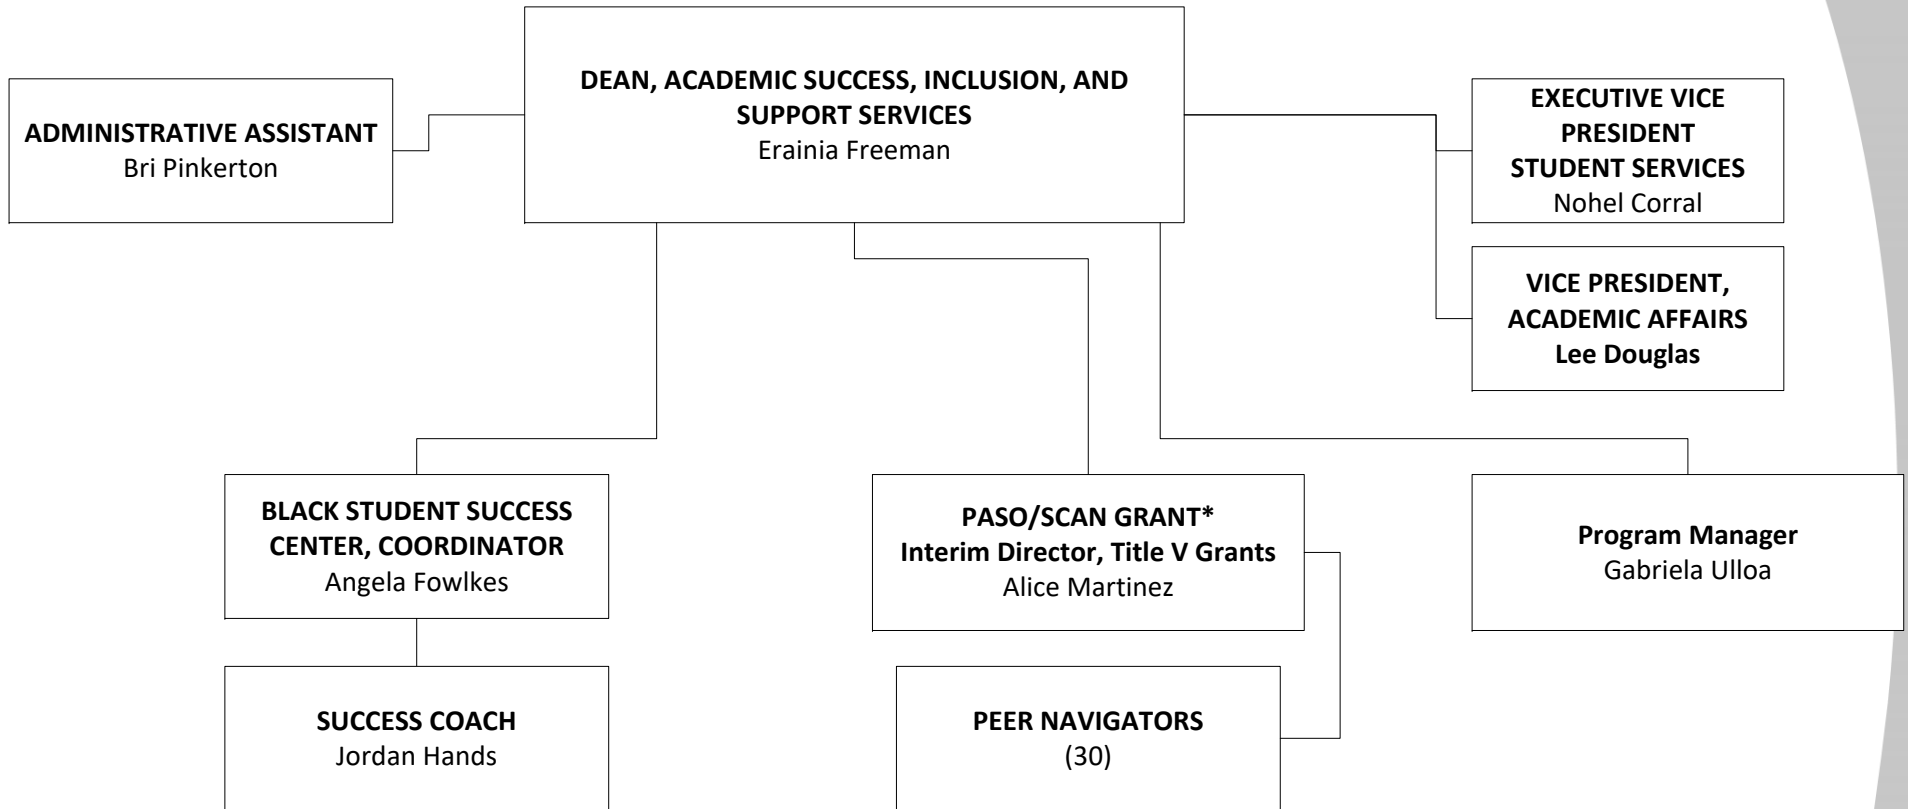 DEAN, ACADEMIC SUCCESS, INCLUSION, AND
SUPPORT SERVICES
Erainia Freeman
ADMINISTRATIVE ASSISTANT
Bri Pinkerton
EXECUTIVE VICE
PRESIDENT
STUDENT SERVICES
Nohel Corral
VICE PRESIDENT,
ACADEMIC AFFAIRS
Lee Douglas
BLACK STUDENT SUCCESS
CENTER, COORDINATOR
Angela Fowlkes
PASO/SCAN GRANT*
Interim Director, Title V Grants
Alice Martinez
Program Manager
Gabriela Ulloa
SUCCESS COACH
Jordan Hands
PEER NAVIGATORS
(30)